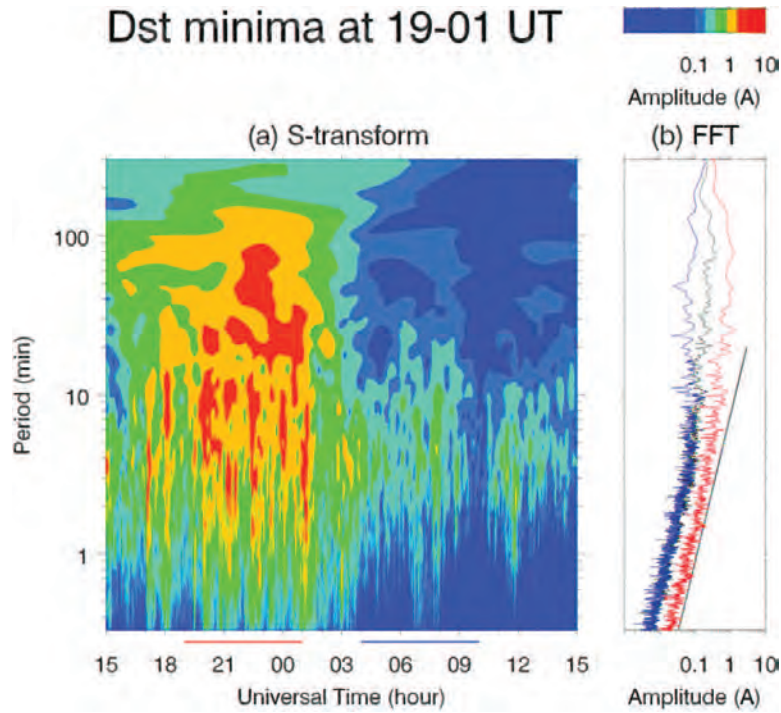 Dst minima at 19-01 UT
0.1 1 10
Amplitude (A)
(a) S-transform
(b) FFT
100
10
1
Period (min)
15 18 21 00 03 06 09 12 15
Universal Time (hour)
0.1 1 10
Amplitude (A)